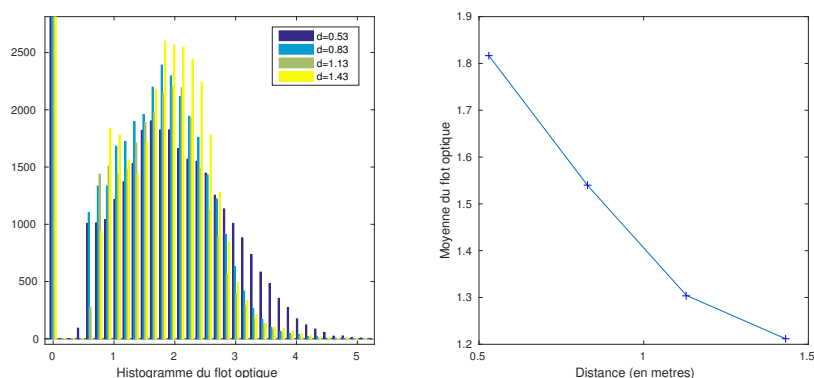 2500
2000
1500
1000
500
0
0 1 2 3 4 5
Histogramme du flot optique
d=0.53
d=0.83
d=1.13
d=1.43
1.9
1.8
1.7
1.6
1.5
1.4
1.3
1.2
Moyenne du flot optique
0.5 1 1.5
Distance (en metres)